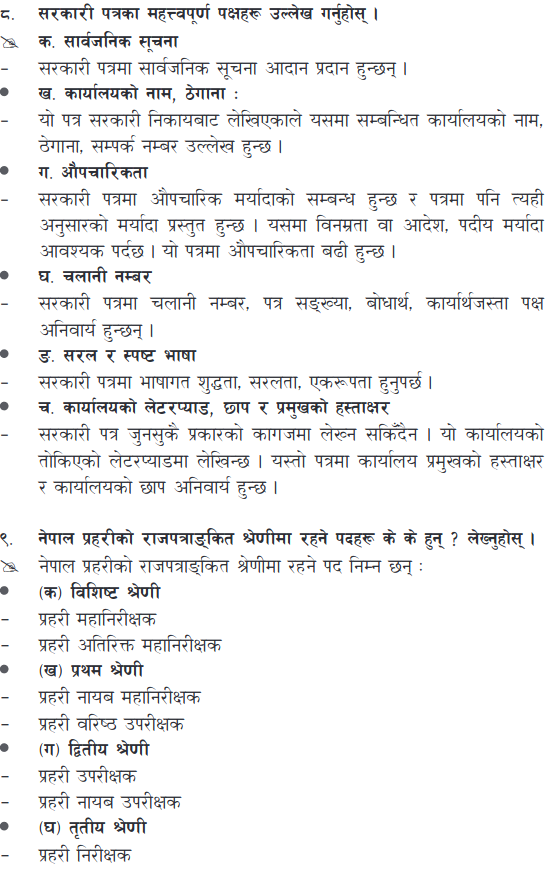 ८. सरकारी पत्रका महत्त्वपूर्ण पक्षहरू उल्लेख गर्नुहोस् ।
क. सार्वजनिक सूचना
– सरकारी पत्रमा सार्वजनिक सूचना आदान प्रदान हुन्छन् ।
• ख. कार्यालयको नाम, ठेगाना :
– यो पत्र सरकारी निकायबाट लेखिएकाले यसमा सम्बन्धित कार्यालयको नाम,
ठेगाना, सम्पर्क नम्बर उल्लेख हुन्छ ।
• ग. औपचारिकता
– सरकारी पत्रमा औपचारिक मर्यादाको सम्बन्ध हुन्छ र पत्रमा पनि त्यही
अनुसारको मर्यादा प्रस्तुत हुन्छ । यसमा विनम्रता वा आदेश, पदीय मर्यादा
आवश्यक पर्दछ । यो पत्रमा औपचारिकता बढी हुन्छ ।
• घ. चलानी नम्बर
– सरकारी पत्रमा चलानी नम्बर, पत्र सङ्ख्या, बोधार्थ, कार्यार्थजस्ता पक्ष
अनिवार्य हुन्छन् ।
• ङ. सरल र स्पष्ट भाषा
– सरकारी पत्रमा भाषागत शुद्धता, सरलता, एकरूपता हुनुपर्छ ।
• च. कार्यालयको लेटरप्याड, छाप र प्रमुखको हस्ताक्षर
– सरकारी पत्र जुनसुकै प्रकारको कागजमा लेख्न सकिँदैन । यो कार्यालयको
तोकिएको लेटरप्याडमा लेखिन्छ । यस्तो पत्रमा कार्यालय प्रमुखको हस्ताक्षर
र कार्यालयको छाप अनिवार्य हुन्छ ।
९. नेपाल प्रहरीको राजपत्राङ्कित श्रेणीमा रहने पदहरू के के हुन् ? लेख्नुहोस् ।
नेपाल प्रहरीको राजपत्राङ्कित श्रेणीमा रहने पद निम्न छन् :
• (क) विशिष्ट श्रेणी
– प्रहरी महानिरीक्षक
– प्रहरी अतिरिक्त महानिरीक्षक
• (ख) प्रथम श्रेणी
– प्रहरी नायब महानिरीक्षक
– प्रहरी वरिष्ठ उपरीक्षक
• (ग) द्वितीय श्रेणी
– प्रहरी उपरीक्षक
– प्रहरी नायब उपरीक्षक
• (घ) तृतीय श्रेणी
– प्रहरी निरीक्षक